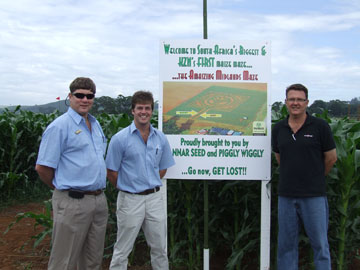 Welcome to South Africa's Biggest &
KZN's FIRST maize maze...
...the Amaizing Midlands Maze
Proudly brought to you by
NNAR SEED and PIGGLY WIGGLY
...Go now, GET LOST!!